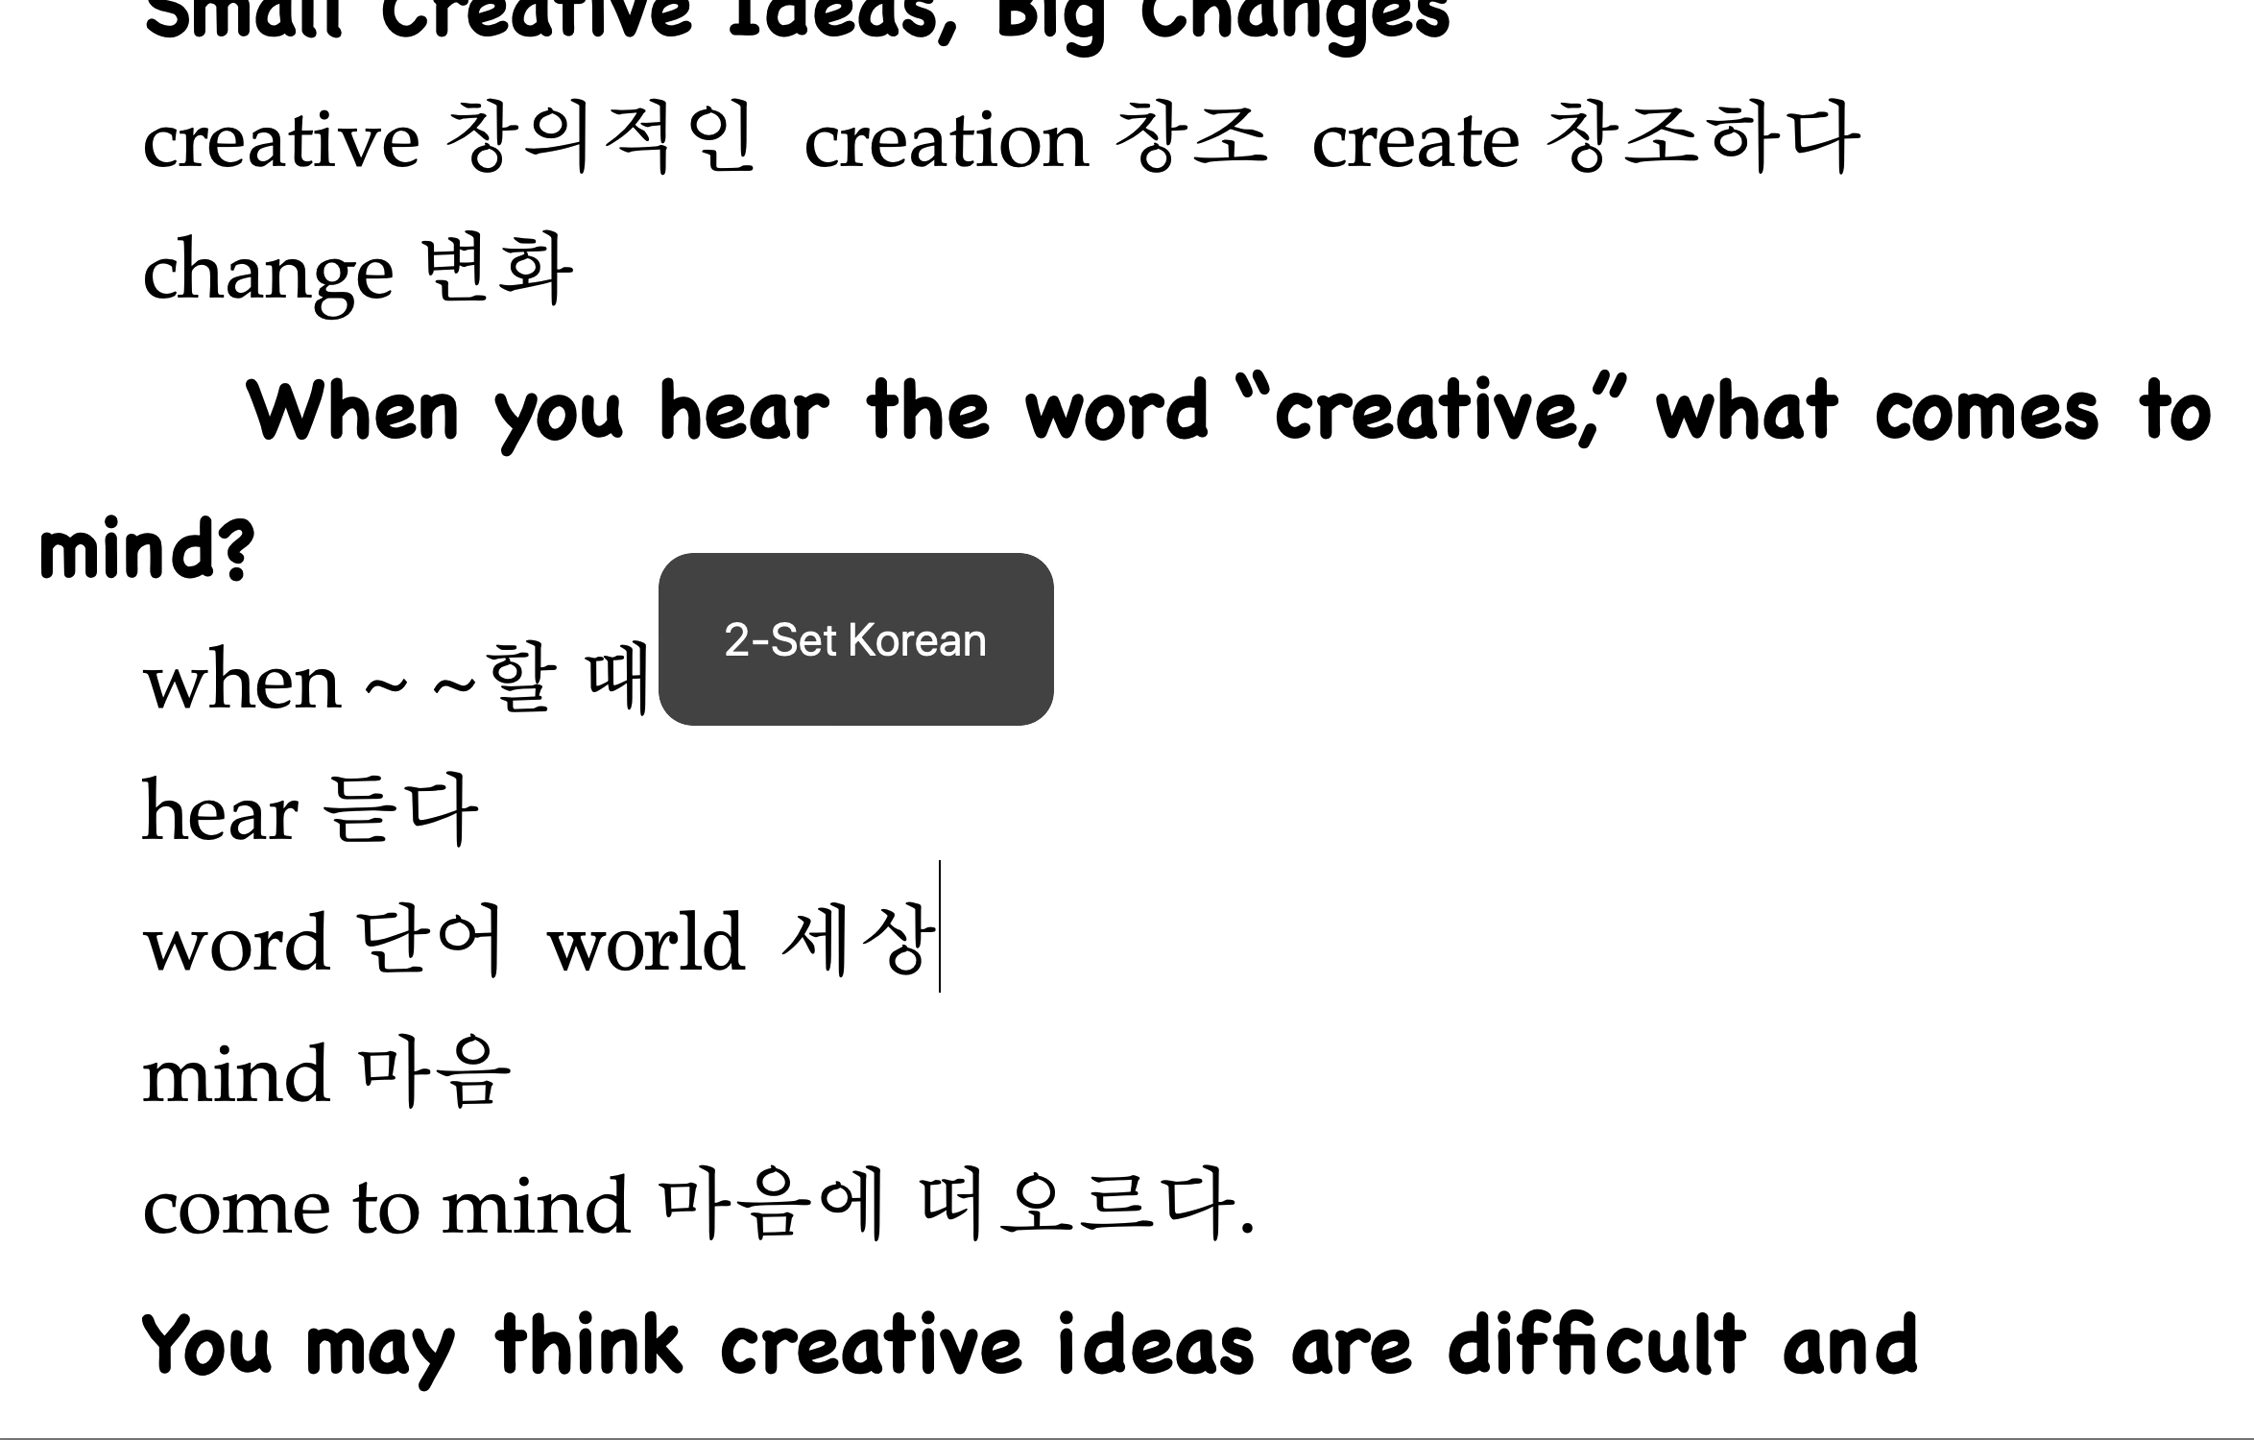 Small Creative Ideas, Big Changes
creative 창의적인 creation 창조 create 창조하다
change 변화
When you hear the word “creative,” what comes to
mind?
2-Set Korean
when ~ ~할 때
hear 듣다
word 단어 world 세상
mind 마음
come to mind 마음에 떠오르다.
You may think creative ideas are difficult and